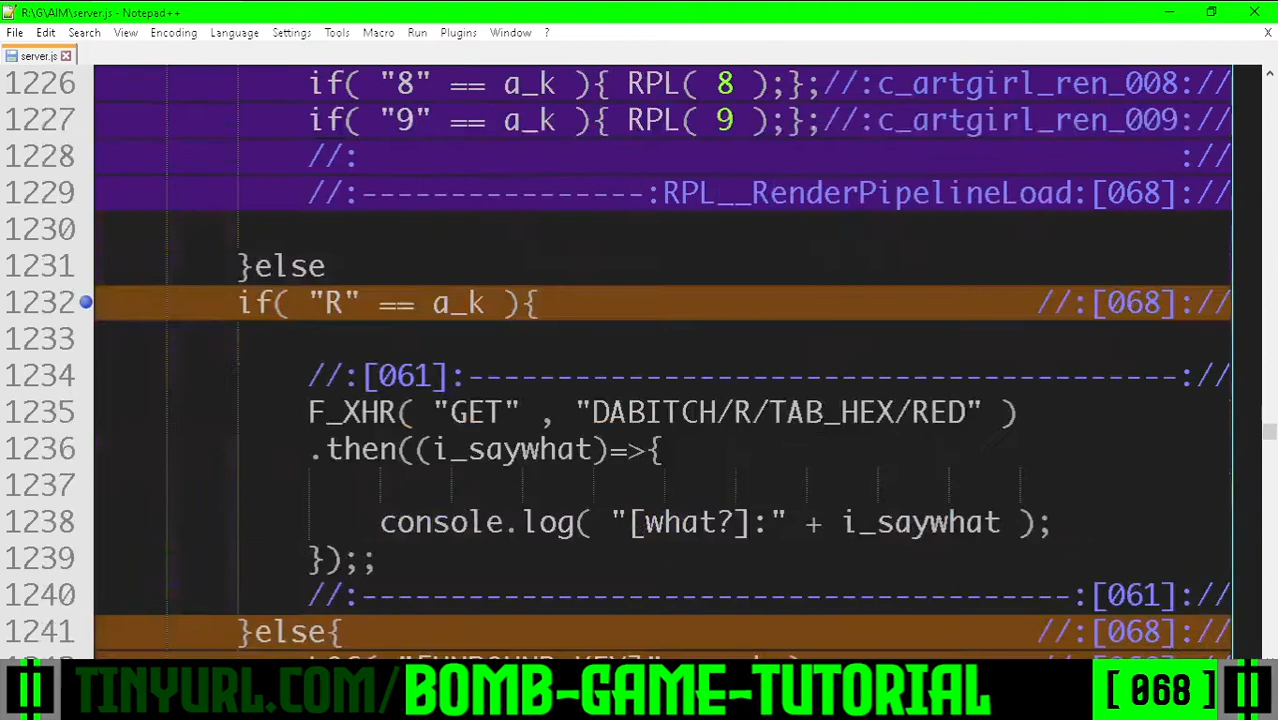 R:\G\AIM\server.js - Notepad++
File Edit Search View Encoding Language Settings Tools Macro Run Plugins Window ? X
server.js
1226 if( "8" == a_k ){ RPL( 8 );};//:c_artgirl_ren_008://
1227 if( "9" == a_k ){ RPL( 9 );};//:c_artgirl_ren_009://
1228 //: ://
1229 //:----------------:RPL__RenderPipelineLoad:[068]://
1230
1231 }else
1232 if( "R" == a_k ){ //:[068]://
1233
1234 //:[061]:----------------------------------------://
1235 F_XHR( "GET" , "DABITCH/R/TAB_HEX/RED" )
1236 .then((i_saywhat)=>{
1237
1238 console.log( "[what?]:" + i_saywhat );
1239 });;
1240 //:----------------------------------------:[061]://
1241 }else{ //:[068]://
TINYURL.COM/BOMB-GAME-TUTORIAL [ 068 ]